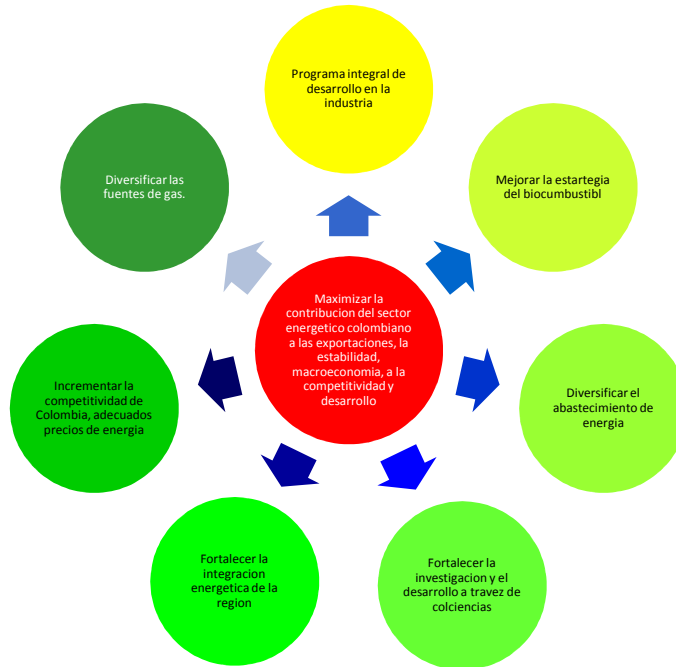 Programa integral de
desarrollo en la
industria
Mejorar la estartegia
del biocumbustibl
Diversificar el
abastecimiento de
energia
Fortalecer la
investigacion y el
desarrollo a travez de
colciencias
Fortalecer la
integracion
energetica de la
region
Incrementar la
competitividad de
Colombia, adecuados
precios de energia
Diversificar las
fuentes de gas.
Maximizar la
contribucion del sector
energetico colombiano
a las exportaciones, la
estabilidad,
macroeconomia, a la
competitividad y
desarrollo